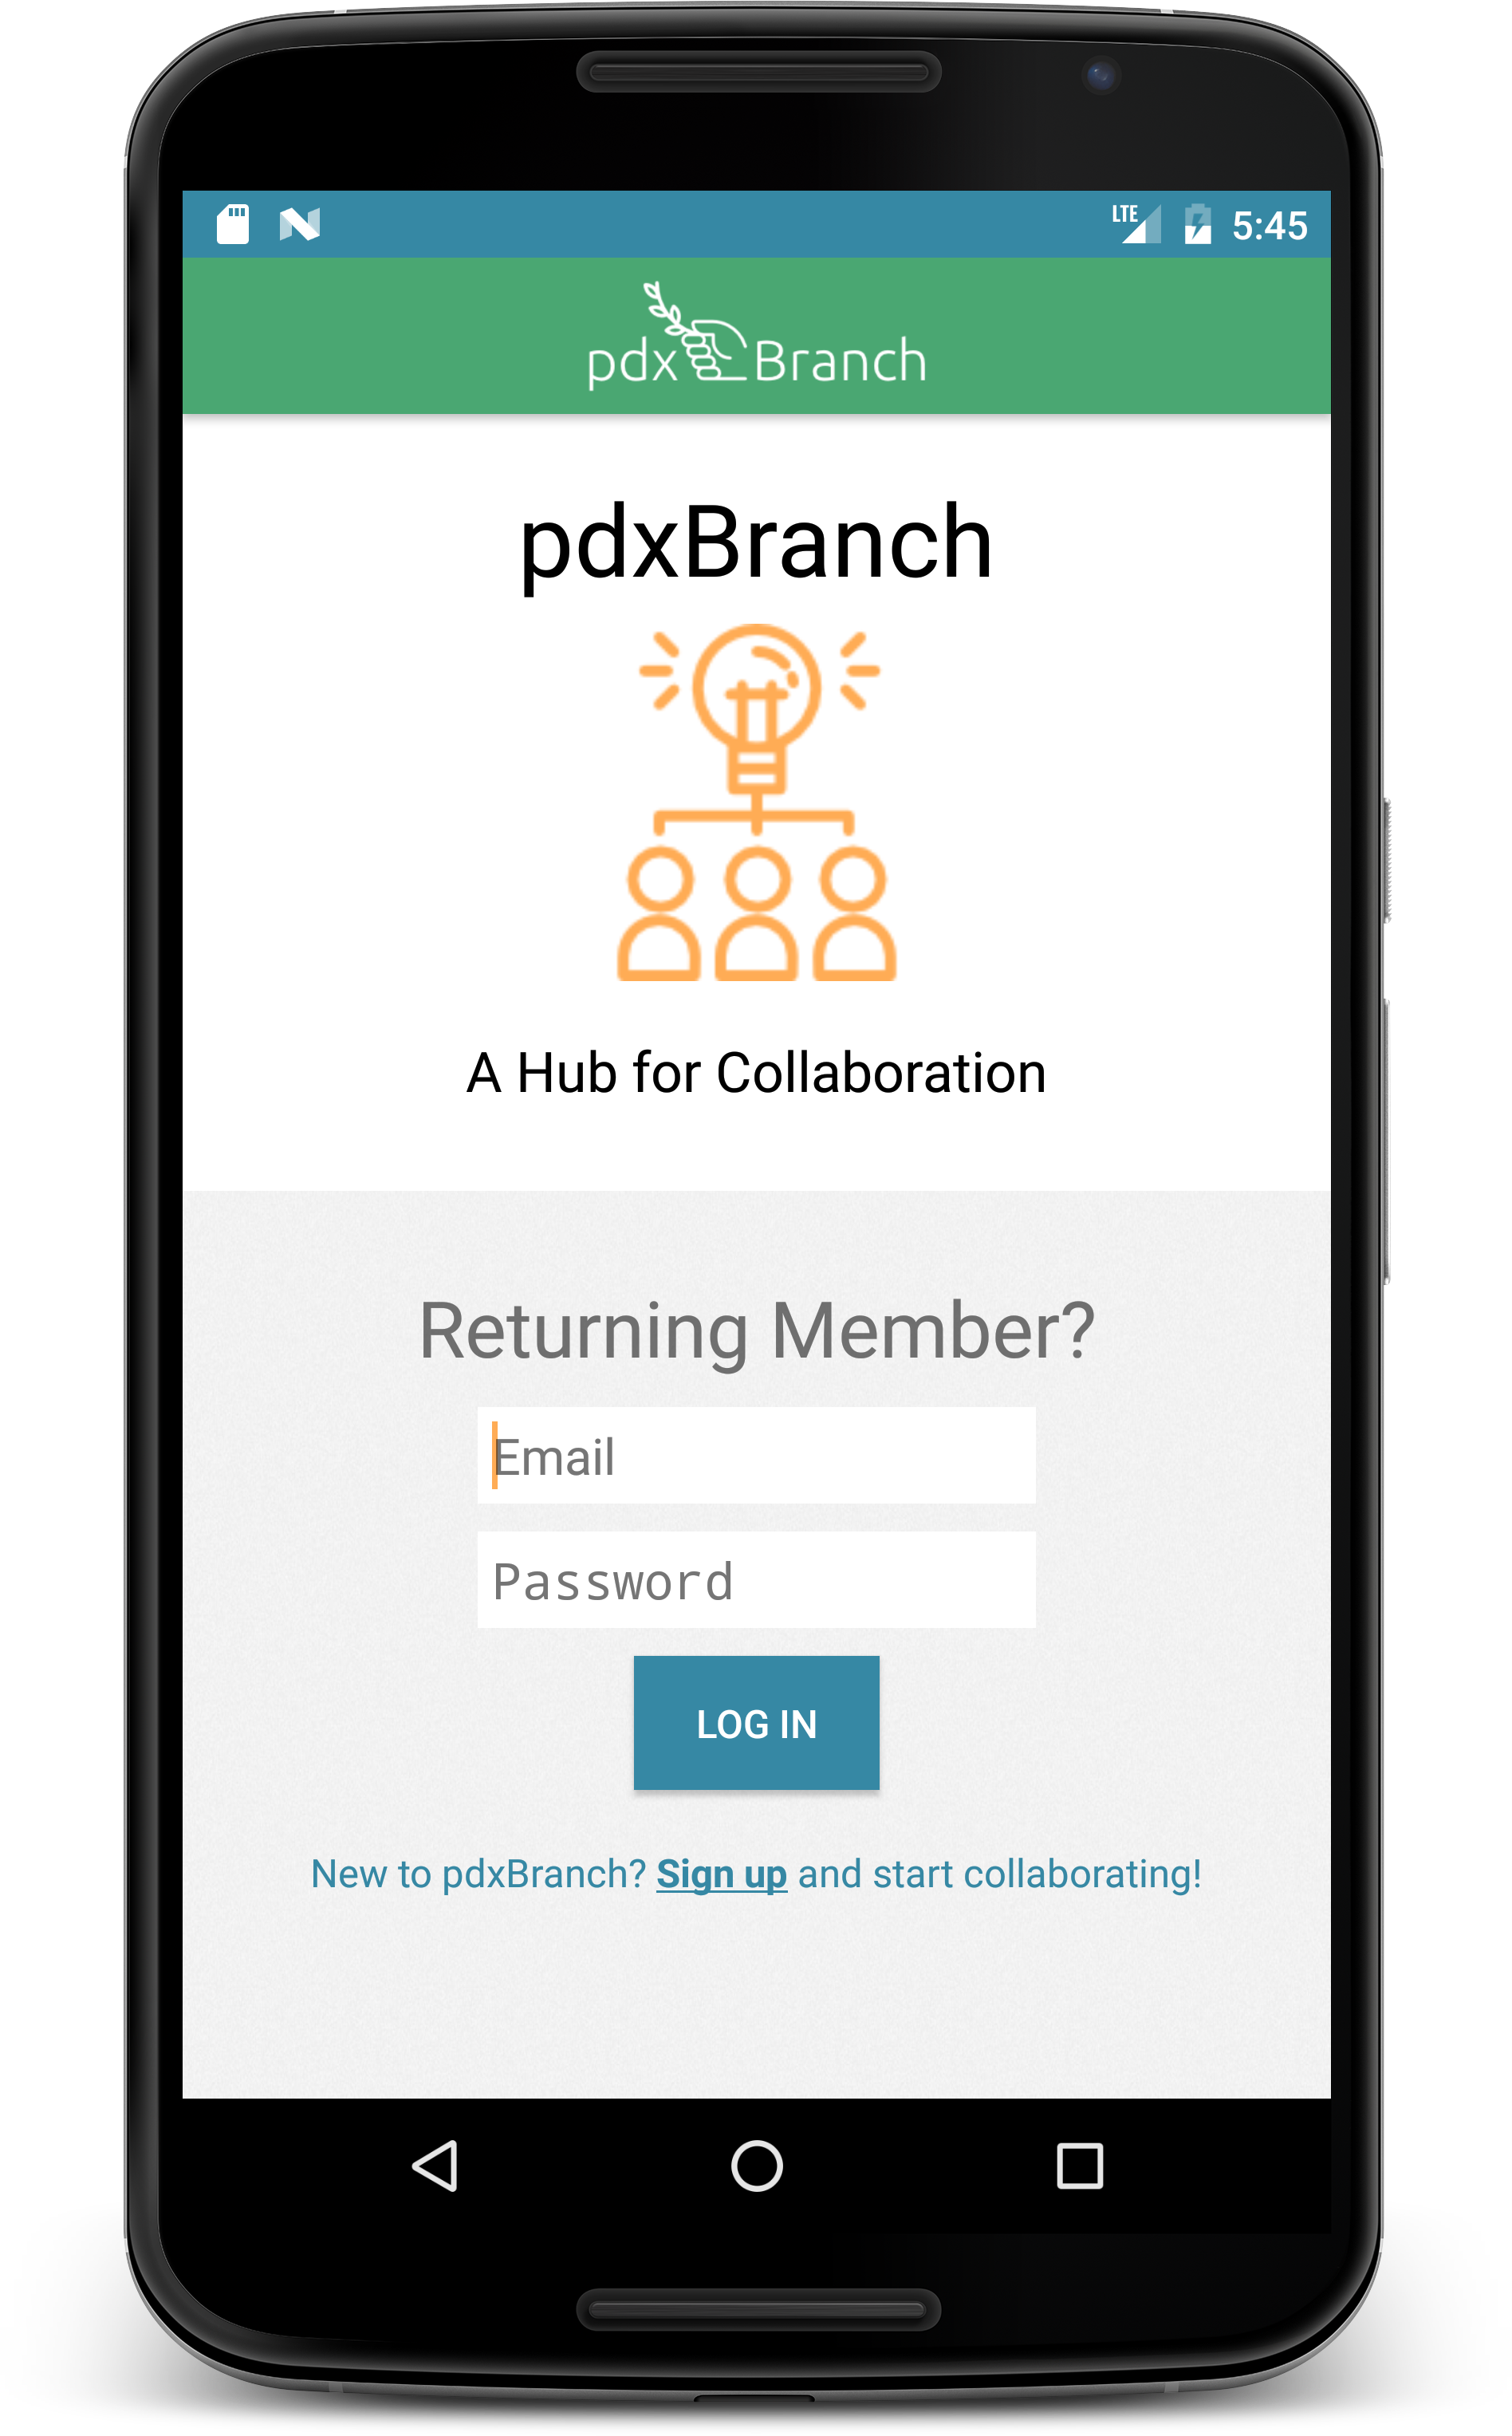 LTE 5:45
pdx Branch
pdxBranch
A Hub for Collaboration
Returning Member?
Email
Password
LOG IN
New to pdxBranch? Sign up and start collaborating!